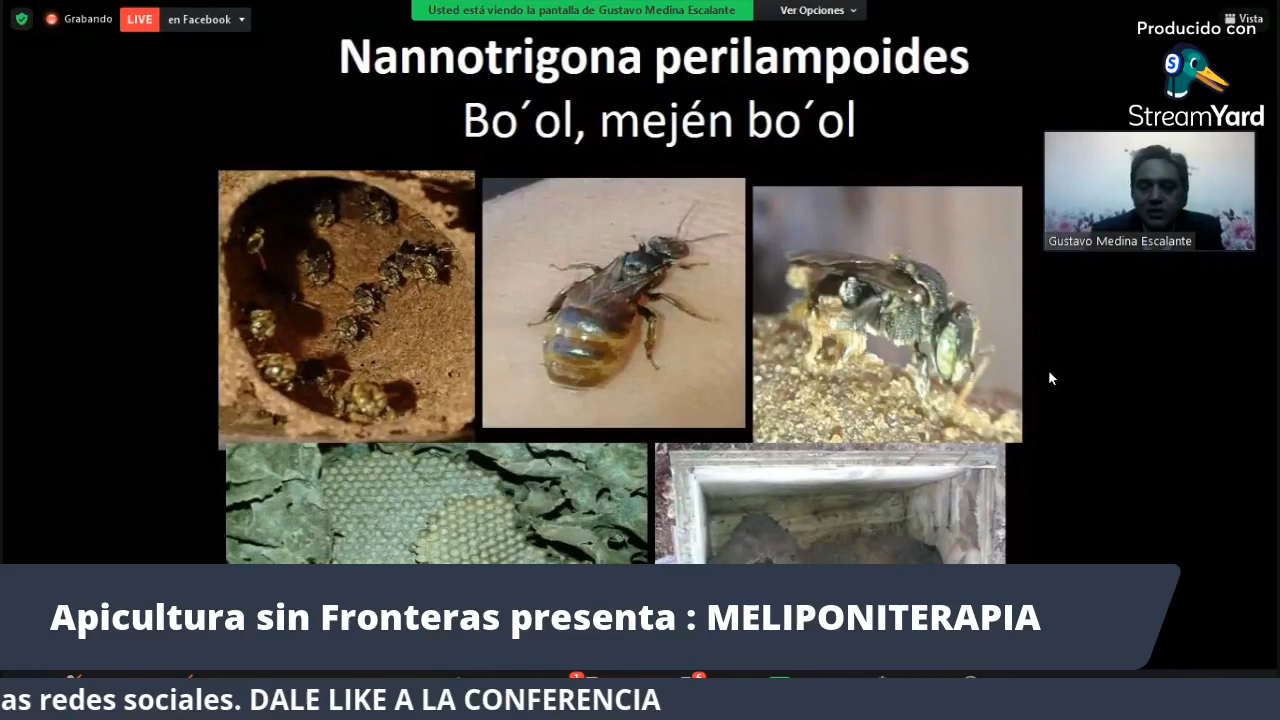 Grabando
LIVE
en Facebook
Usted está viendo la pantalla de Gustavo Medina Escalante
Ver Opciones
Vista
Producido con
S
StreamYard
Nannotrigona perilampoides
Bo´ol, mején bo´ol
Gustavo Medina Escalante
Apicultura sin Fronteras presenta : MELIPONITERAPIA
as redes sociales. DALE LIKE A LA CONFERENCIA